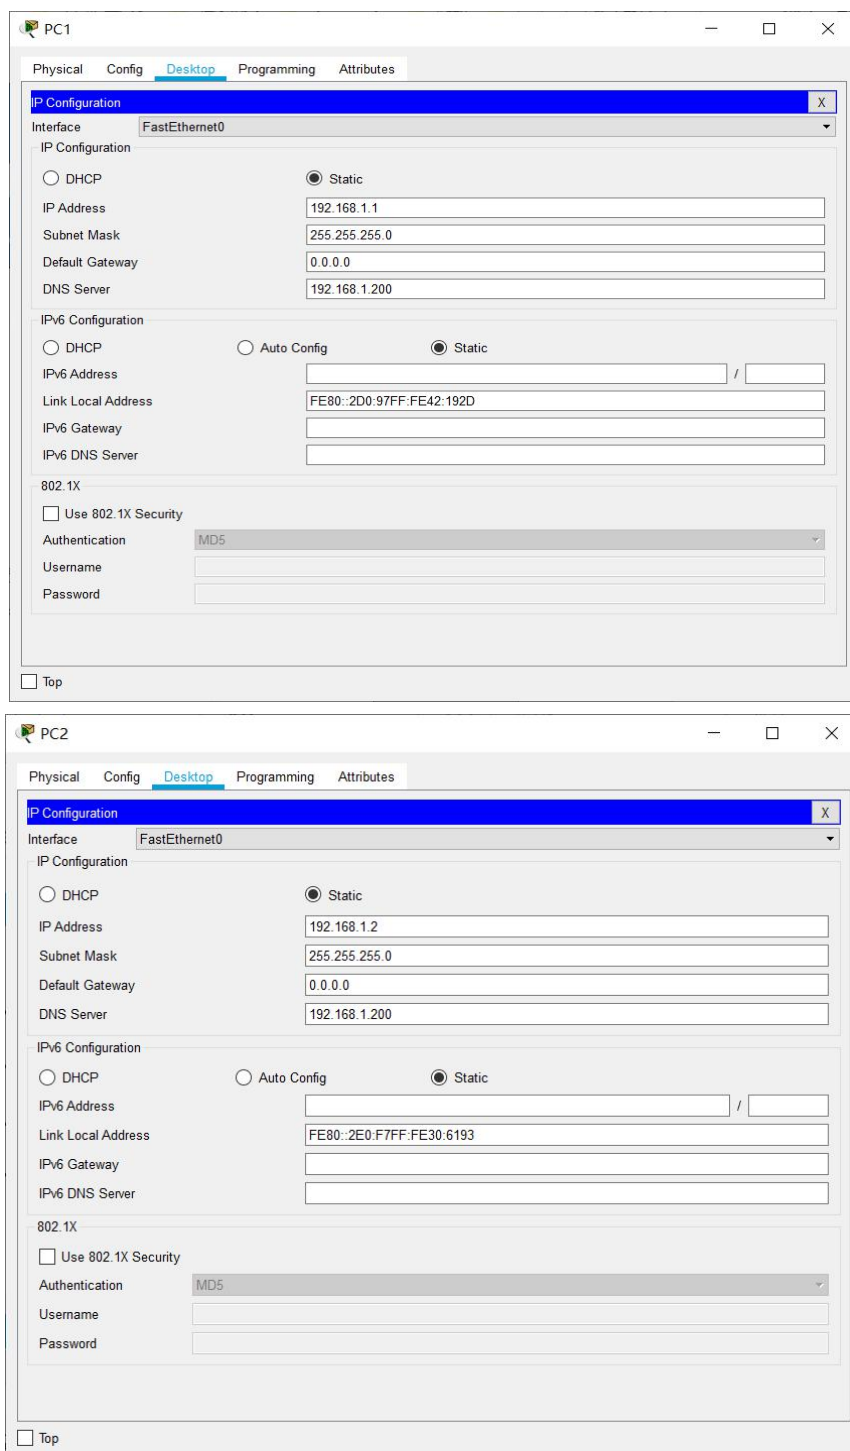 PC1
Physical Config Desktop Programming Attributes
IP Configuration X
Interface FastEthernet0
IP Configuration
DHCP Static
IP Address 192.168.1.1
Subnet Mask 255.255.255.0
Default Gateway 0.0.0.0
DNS Server 192.168.1.200
IPv6 Configuration
DHCP Auto Config Static
IPv6 Address /
Link Local Address FE80::2D0:97FF:FE42:192D
IPv6 Gateway
IPv6 DNS Server
802.1X
Use 802.1X Security
Authentication MD5
Username
Password
Top
PC2
Physical Config Desktop Programming Attributes
IP Configuration X
Interface FastEthernet0
IP Configuration
DHCP Static
IP Address 192.168.1.2
Subnet Mask 255.255.255.0
Default Gateway 0.0.0.0
DNS Server 192.168.1.200
IPv6 Configuration
DHCP Auto Config Static
IPv6 Address /
Link Local Address FE80::2E0:F7FF:FE30:6193
IPv6 Gateway
IPv6 DNS Server
802.1X
Use 802.1X Security
Authentication MD5
Username
Password
Top